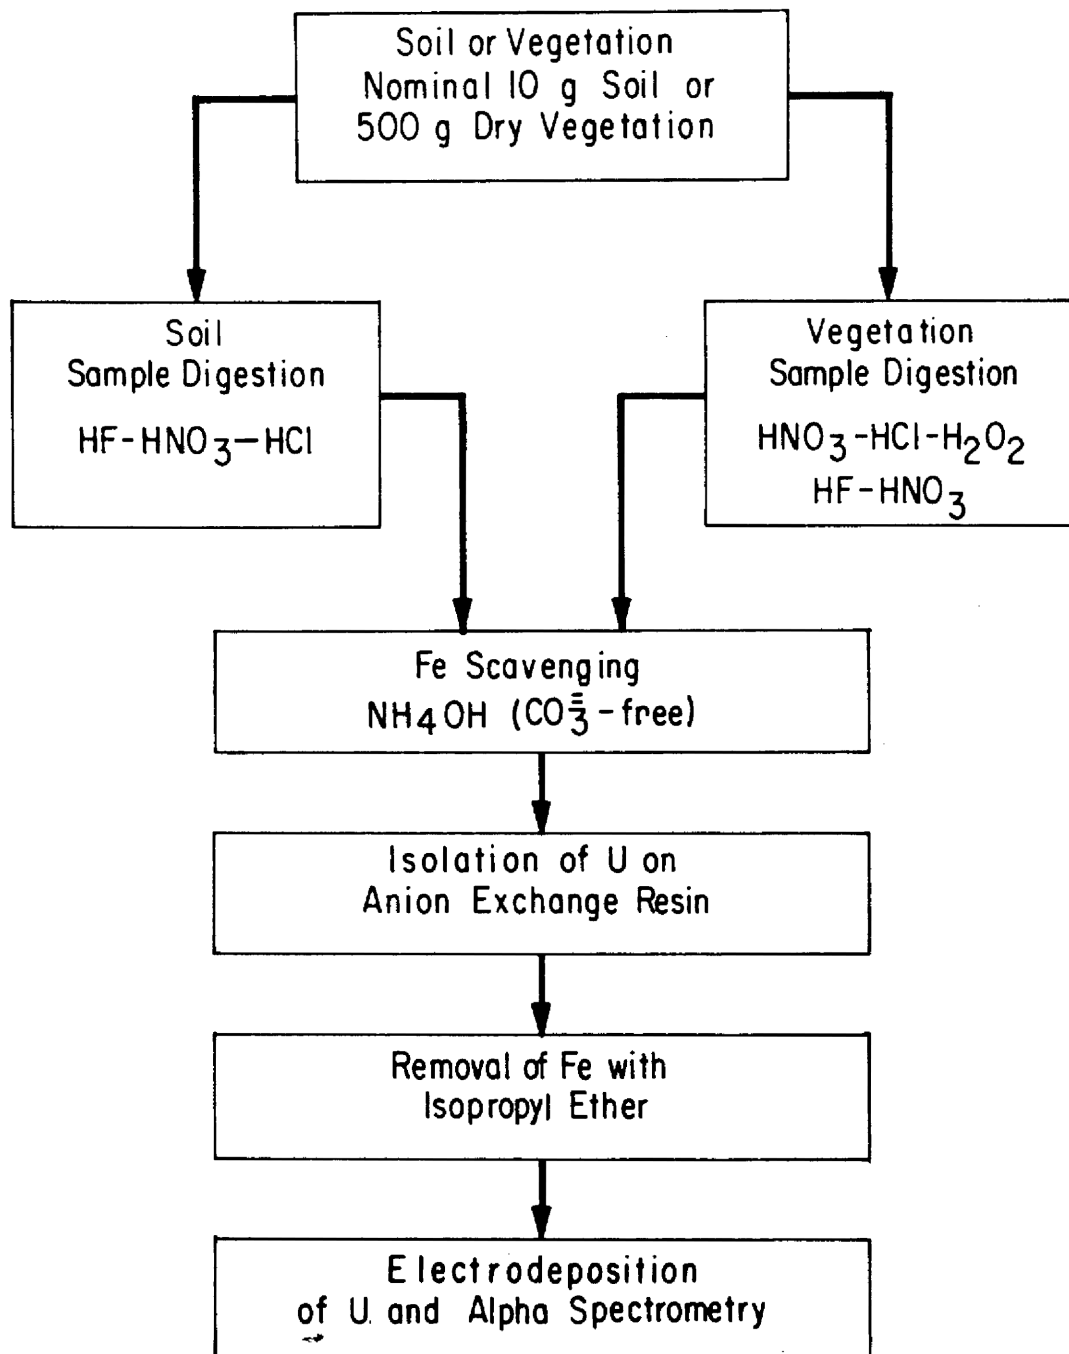 Soil or Vegetation
Nominal 10 g Soil or
500 g Dry Vegetation
Soil
Sample Digestion
HF-HNO₃-HCl
Vegetation
Sample Digestion
HNO₃-HCl-H₂O₂
HF-HNO₃
Fe Scavenging
NH₄OH (CO₃⁼-free)
Isolation of U on
Anion Exchange Resin
Removal of Fe with
Isopropyl Ether
Electrodeposition
of U. and Alpha Spectrometry